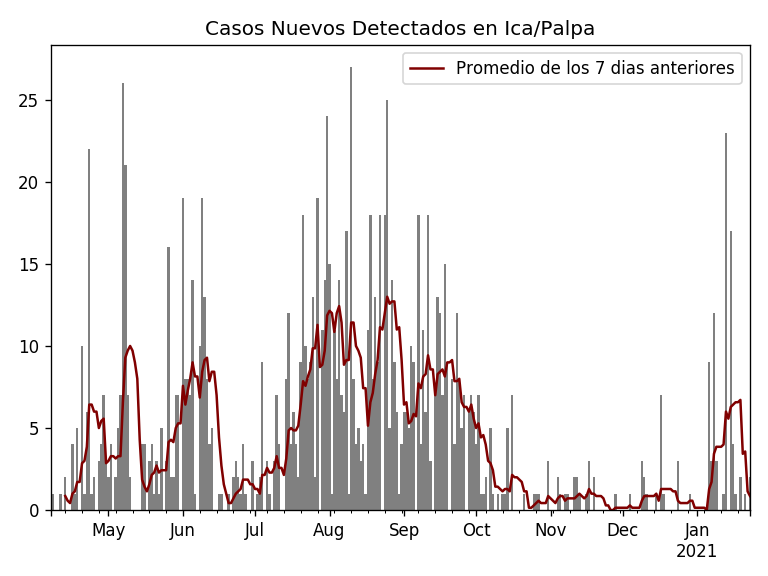 Casos Nuevos Detectados en Ica/Palpa
Promedio de los 7 dias anteriores
25
20
15
10
5
0
May Jun Jul Aug Sep Oct Nov Dec Jan
2021